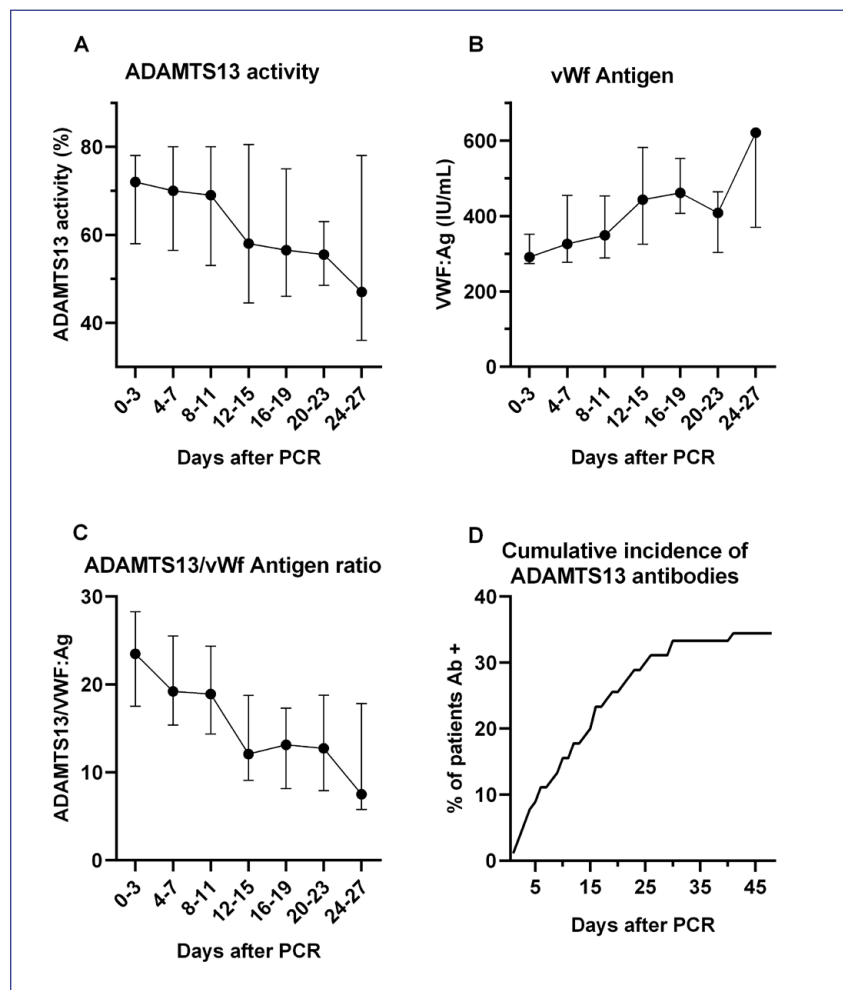 A
ADAMTS13 activity
ADAMTS13 activity (%)
80
60
40
0-3
4-7
8-11
12-15
16-19
20-23
24-27
Days after PCR
B
vWf Antigen
VWF:Ag (IU/mL)
600
400
200
0
0-3
4-7
8-11
12-15
16-19
20-23
24-27
Days after PCR
C
ADAMTS13/vWf Antigen ratio
ADAMTS13/VWF:Ag
30
20
10
0
0-3
4-7
8-11
12-15
16-19
20-23
24-27
Days after PCR
D
Cumulative incidence of
ADAMTS13 antibodies
% of patients Ab +
40
30
20
10
0
5
15
25
35
45
Days after PCR